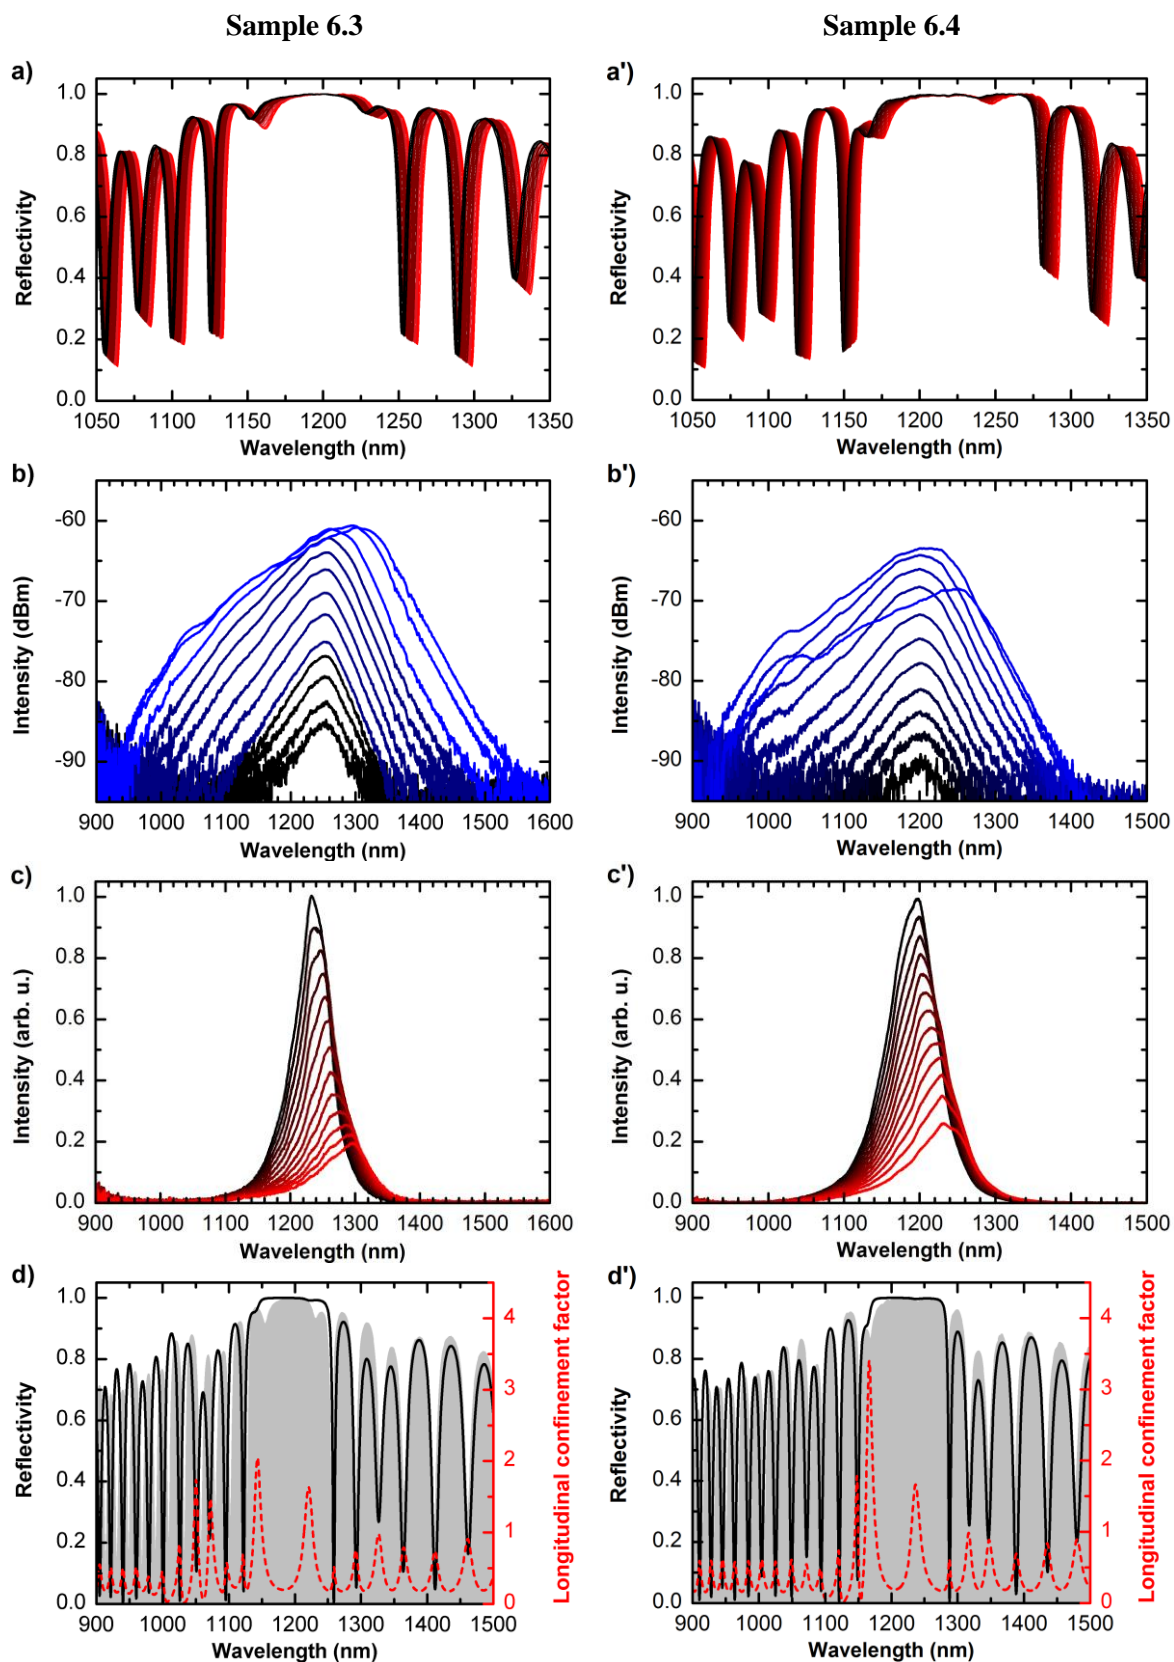 Sample 6.3
Sample 6.4
a)
1.0
0.8
0.6
0.4
0.2
0.0
Reflectivity
1050 1100 1150 1200 1250 1300 1350
Wavelength (nm)
a')
1.0
0.8
0.6
0.4
0.2
0.0
Reflectivity
1050 1100 1150 1200 1250 1300 1350
Wavelength (nm)
b)
-60
-70
-80
-90
Intensity (dBm)
900 1000 1100 1200 1300 1400 1500 1600
Wavelength (nm)
b')
-60
-70
-80
-90
Intensity (dBm)
900 1000 1100 1200 1300 1400 1500
Wavelength (nm)
c)
1.0
0.8
0.6
0.4
0.2
0.0
Intensity (arb. u.)
900 1000 1100 1200 1300 1400 1500 1600
Wavelength (nm)
c')
1.0
0.8
0.6
0.4
0.2
0.0
Intensity (arb. u.)
900 1000 1100 1200 1300 1400 1500
Wavelength (nm)
d)
1.0
0.8
0.6
0.4
0.2
0.0
Reflectivity
900 1000 1100 1200 1300 1400 1500
Wavelength (nm)
4
3
2
1
0
Longitudinal confinement factor
d')
1.0
0.8
0.6
0.4
0.2
0.0
Reflectivity
900 1000 1100 1200 1300 1400 1500
Wavelength (nm)
4
3
2
1
0
Longitudinal confinement factor